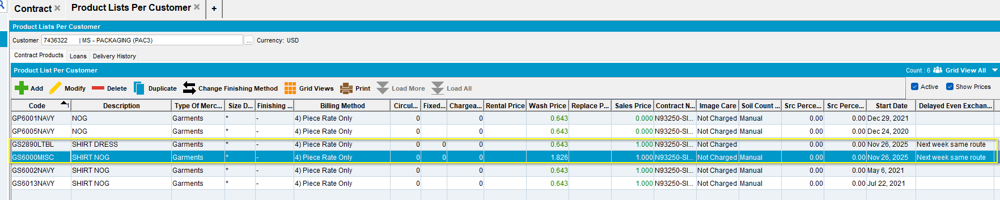 Contract Product Lists Per Customer +
Product Lists Per Customer
Customer 7436322 | MS - PACKAGING (PAC3) ... Currency: USD
Contract Products Loans Delivery History
Product List Per Customer Count : 6 Grid View All
Add Modify Delete Duplicate Change Finishing Method Grid Views Print Load More Load All Active Show Prices
Code 1 Description Type Of Merc... Size D... Finishing ... Billing Method Circul... Fixed... Chargea... Rental Price Wash Price Replace P... Sales Price Contract N... Image Care Soil Count ... Src Perce... Src Perce... Start Date Delayed Even Exchan...
GP6001NAVY NOG Garments * - 4) Piece Rate Only 0 0 0.643 0.000 N93250-SI... Not Charged Manual 0.00 0.00 Dec 29, 2021
GP6005NAVY NOG Garments * - 4) Piece Rate Only 0 0 0.643 0.000 N93250-SI... Not Charged Manual 0.00 0.00 Dec 24, 2020
GS2890LTBL SHIRT DRESS Garments * - 4) Piece Rate Only 0 0 0 0.643 1.000 N93250-SI... Not Charged 0.00 0.00 Nov 26, 2025 Next week same route
GS6000MISC SHIRT NOG Garments * - 4) Piece Rate Only 0 0 0 1.826 1.000 N93250-SI... Not Charged Manual 0.00 0.00 Nov 26, 2025 Next week same route
GS6002NAVY SHIRT NOG Garments * - 4) Piece Rate Only 0 0 0.643 1.000 N93250-SI... Not Charged Manual 0.00 0.00 May 6, 2021
GS6013NAVY SHIRT NOG Garments * - 4) Piece Rate Only 0 0 0.643 1.000 N93250-SI... Not Charged Manual 0.00 0.00 Jul 22, 2021